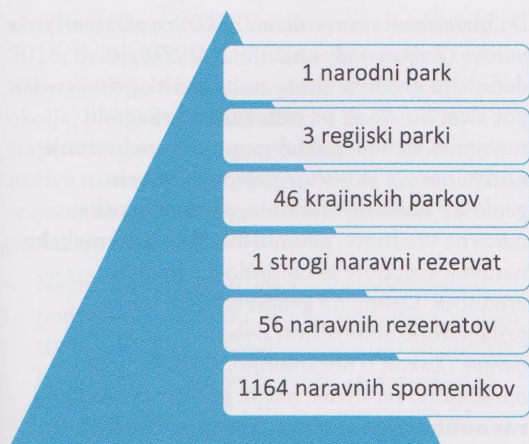 1 narodni park
3 regijski parki
46 krajinskih parkov
1 strogi naravni rezervat
56 naravnih rezervatov
1164 naravnih spomenikov